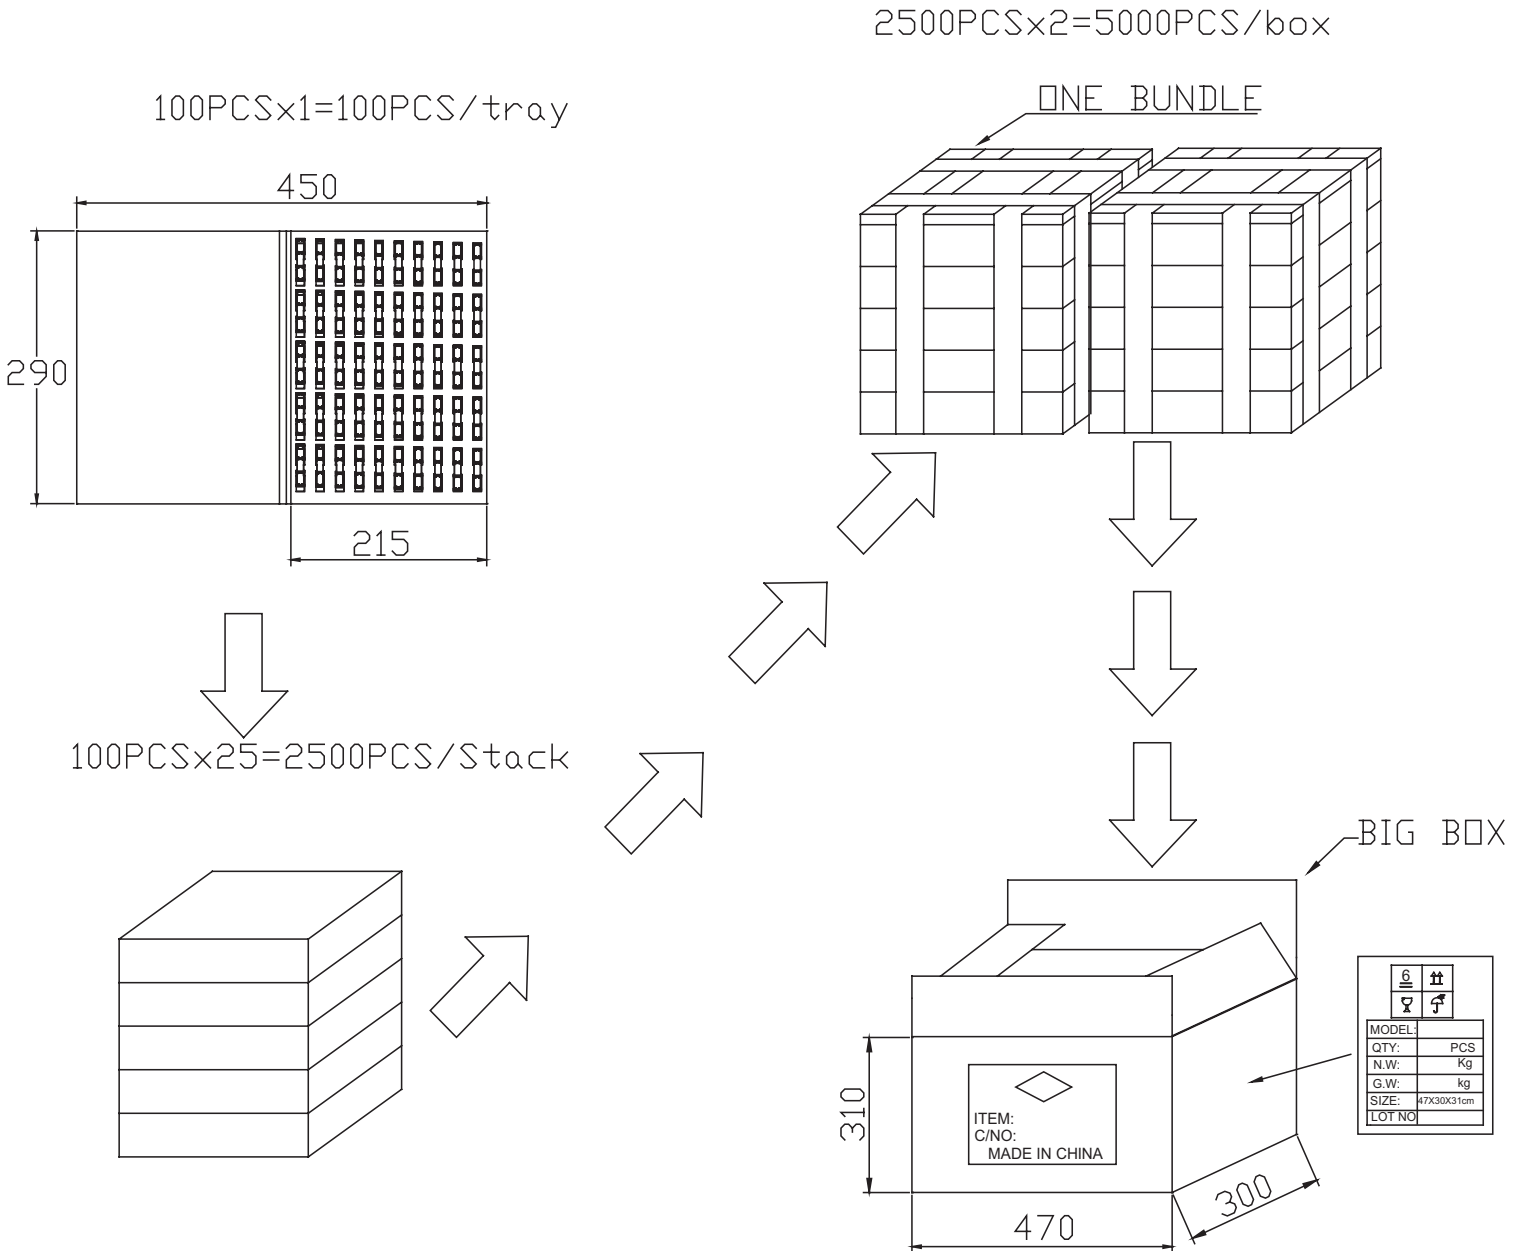 2500PCSx2=5000PCS/box
100PCSx1=100PCS/tray
ONE BUNDLE
450
290
215
100PCSx25=2500PCS/Stack
BIG BOX
6
MODEL:
QTY: PCS
N.W: Kg
G.W: kg
SIZE: 47X30X31cm
LOT NO
310
ITEM:
C/NO:
MADE IN CHINA
300
470